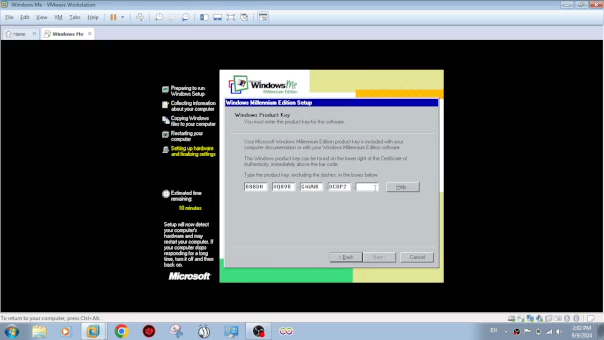 Windows Me - VMware Workstation
File Edit View VM Tabs Help
Home
Windows Me
Preparing to run
Windows Setup
Collecting information
about your computer
Copying Windows
files to your computer
Restarting your
computer
Setting up hardware
and finalizing settings
Estimated time
remaining:
18 minutes
Setup will now detect
your computer's
hardware and may
restart your computer. If
your computer stops
responding for a long
time, turn it off and then
back on.
Microsoft
Windows Me
Millennium Edition
Windows Millennium Edition Setup
Windows Product Key
You must enter the product key for this software.
Your Microsoft Windows Millennium Edition product key is included with your
computer documentation or with your Windows Millennium Edition software.
This Windows product key can be found on the lower right of the Certificate of
Authenticity, immediately above the bar code.
Type the product key, excluding the dashes, in the boxes below.
Help...
< Back Next > Cancel
To return to your computer, press Ctrl+Alt.
EN
2:02 PM
9/9/2024